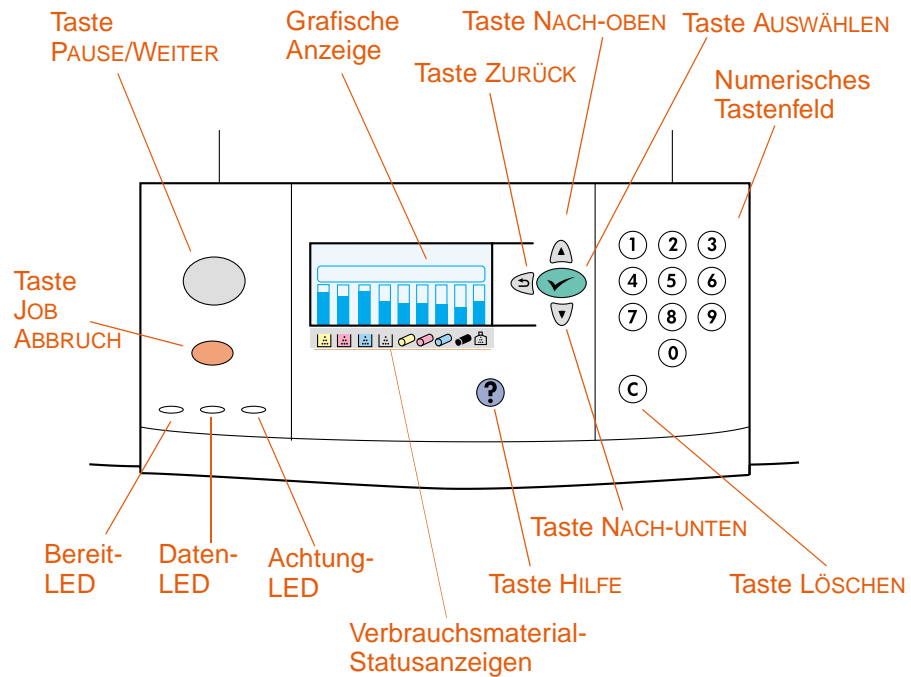 Taste
PAUSE/WEITER
Grafische
Anzeige
Taste NACH-OBEN
Taste AUSWÄHLEN
Taste ZURÜCK
Numerisches
Tastenfeld
Taste
JOB
ABBRUCH
1 2 3
4 5 6
7 8 9
0
?
C
Taste NACH-UNTEN
Bereit-
LED
Daten-
LED
Achtung-
LED
Taste HILFE
Taste LÖSCHEN
Verbrauchsmaterial-
Statusanzeigen